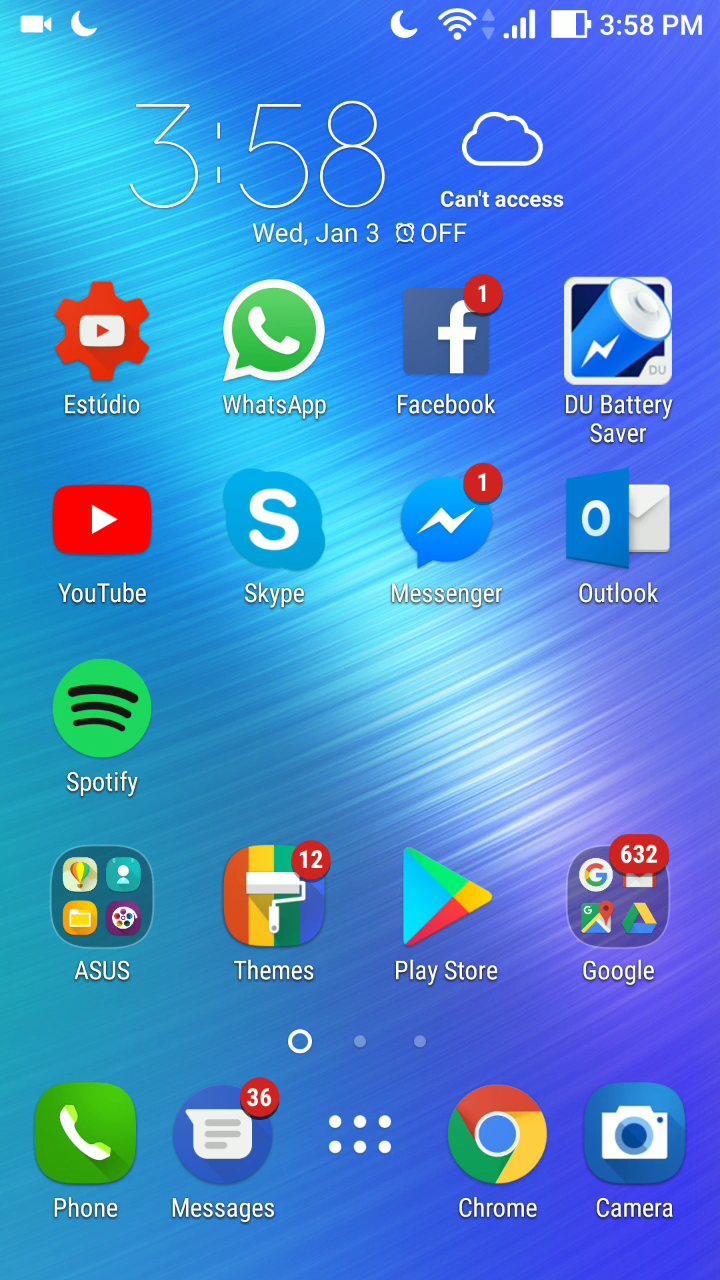 3:58 PM
3:58
Can't access
Wed, Jan 3 OFF
1
DU
Estúdio WhatsApp Facebook DU Battery
Saver
1
S
O
YouTube Skype Messenger Outlook
Spotify
12
632
G
G
ASUS Themes Play Store Google
36
Phone Messages Chrome Camera